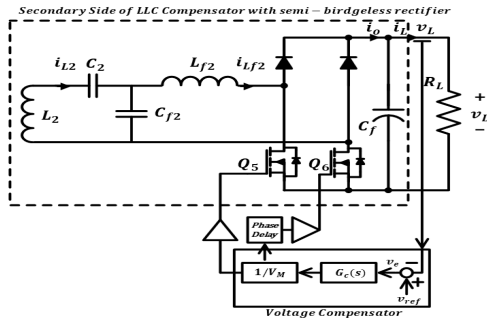 Secondary Side of LLC Compensator with semi − birdgeless rectifier
i_o i_L v_L
i_L2 C_2 L_f2 i_Lf2
R_L
L_2 C_f2 C_f + v_L −
Q_5 Q_6
Phase Delay
1/V_M G_c(s) v_e −
+
v_ref
Voltage Compensator